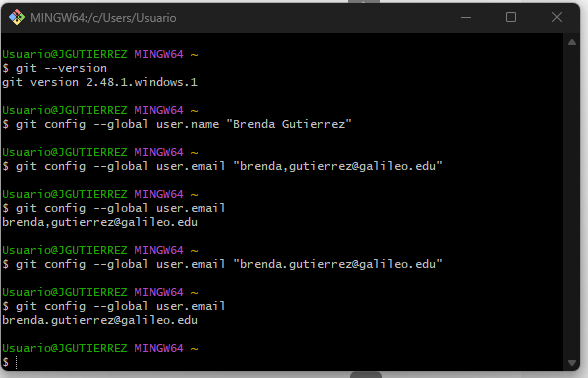 MINGW64:/c/Users/Usuario
Usuario@JGUTIERREZ MINGW64 ~
$ git --version
git version 2.48.1.windows.1
Usuario@JGUTIERREZ MINGW64 ~
$ git config --global user.name "Brenda Gutierrez"
Usuario@JGUTIERREZ MINGW64 ~
$ git config --global user.email "brenda,gutierrez@galileo.edu"
Usuario@JGUTIERREZ MINGW64 ~
$ git config --global user.email
brenda,gutierrez@galileo.edu
Usuario@JGUTIERREZ MINGW64 ~
$ git config --global user.email "brenda.gutierrez@galileo.edu"
Usuario@JGUTIERREZ MINGW64 ~
$ git config --global user.email
brenda.gutierrez@galileo.edu
Usuario@JGUTIERREZ MINGW64 ~
$